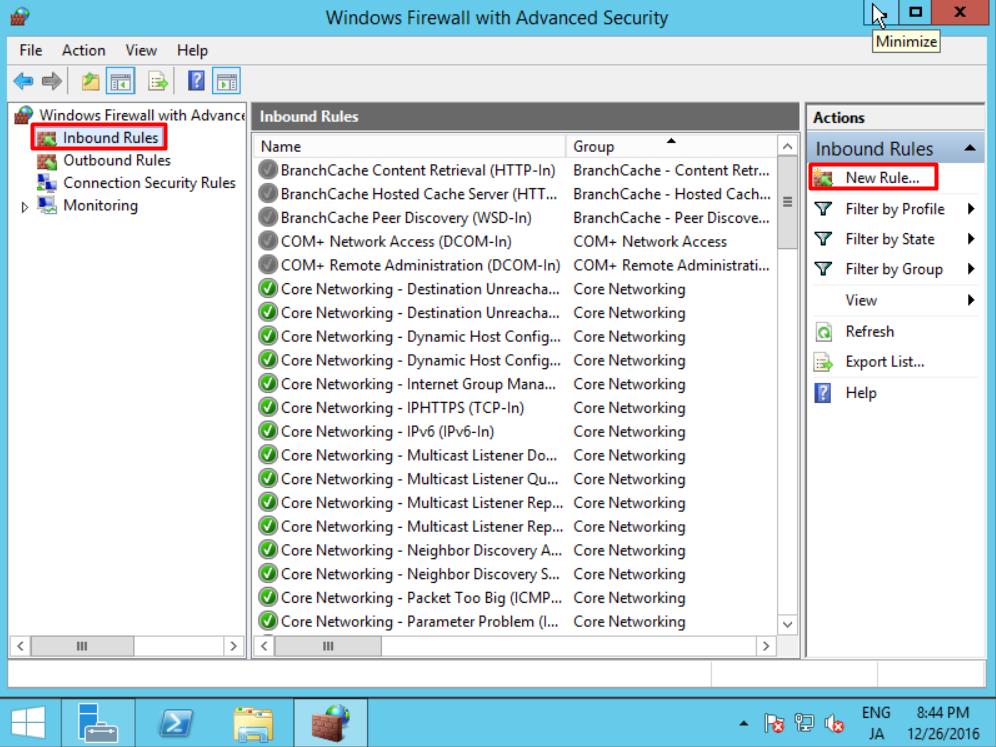 Windows Firewall with Advanced Security
x
Minimize
File Action View Help
Windows Firewall with Advance
Inbound Rules
Outbound Rules
Connection Security Rules
Monitoring
Inbound Rules
Name Group
BranchCache Content Retrieval (HTTP-In) BranchCache - Content Retr...
BranchCache Hosted Cache Server (HTT... BranchCache - Hosted Cach...
BranchCache Peer Discovery (WSD-In) BranchCache - Peer Discove...
COM+ Network Access (DCOM-In) COM+ Network Access
COM+ Remote Administration (DCOM-In) COM+ Remote Administrati...
Core Networking - Destination Unreacha... Core Networking
Core Networking - Destination Unreacha... Core Networking
Core Networking - Dynamic Host Config... Core Networking
Core Networking - Dynamic Host Config... Core Networking
Core Networking - Internet Group Mana... Core Networking
Core Networking - IPHTTPS (TCP-In) Core Networking
Core Networking - IPv6 (IPv6-In) Core Networking
Core Networking - Multicast Listener Do... Core Networking
Core Networking - Multicast Listener Qu... Core Networking
Core Networking - Multicast Listener Rep... Core Networking
Core Networking - Multicast Listener Rep... Core Networking
Core Networking - Neighbor Discovery A... Core Networking
Core Networking - Neighbor Discovery S... Core Networking
Core Networking - Packet Too Big (ICMP... Core Networking
Core Networking - Parameter Problem (I... Core Networking
Actions
Inbound Rules
New Rule...
Filter by Profile
Filter by State
Filter by Group
View
Refresh
Export List...
Help
ENG 8:44 PM
JA 12/26/2016